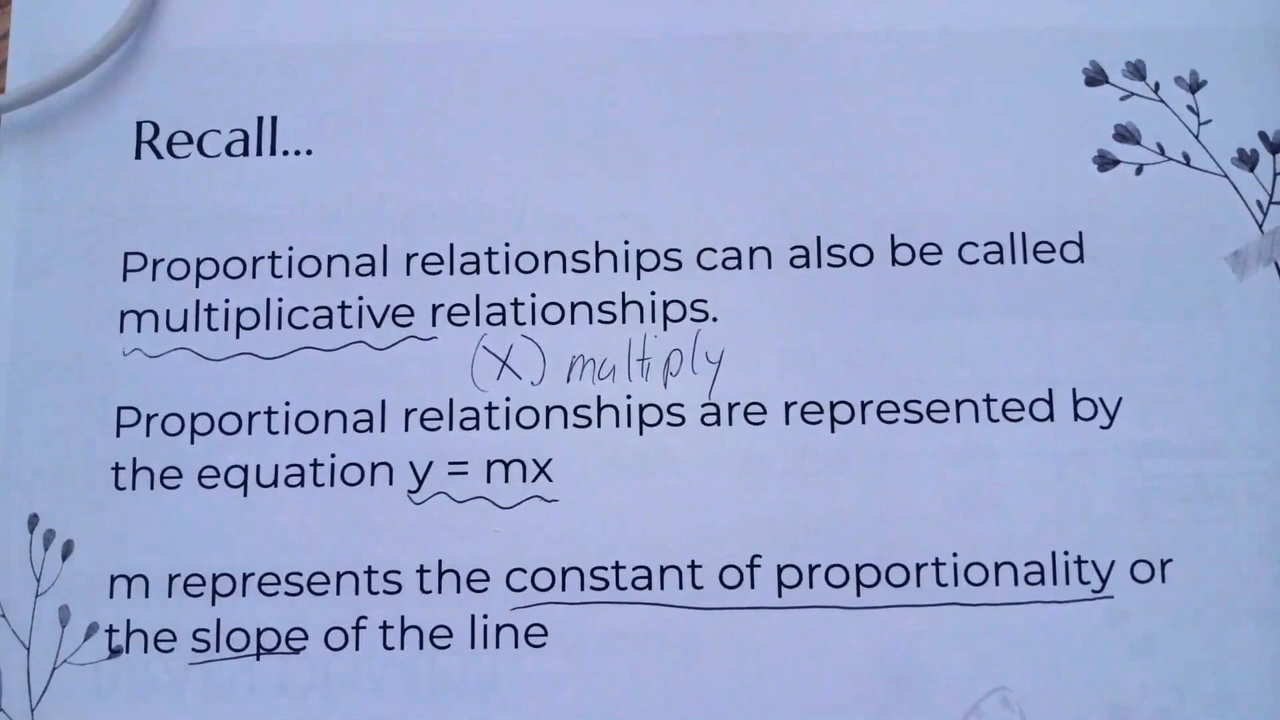 Recall...
Proportional relationships can also be called
multiplicative relationships.
(X) multiply
Proportional relationships are represented by
the equation y = mx
m represents the constant of proportionality or
the slope of the line